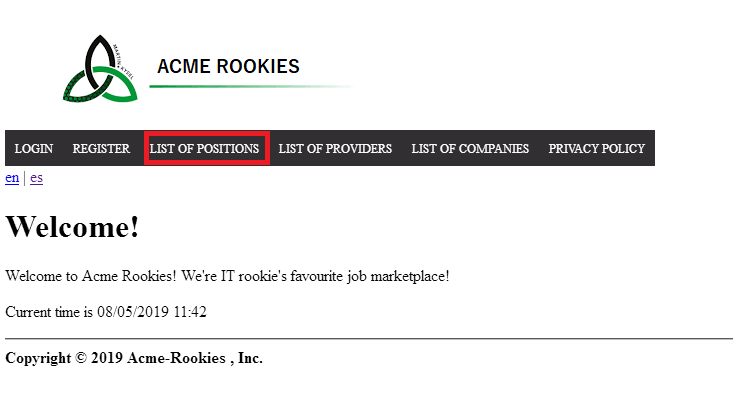 ACME ROOKIES
LOGIN REGISTER LIST OF POSITIONS LIST OF PROVIDERS LIST OF COMPANIES PRIVACY POLICY
en | es
Welcome!
Welcome to Acme Rookies! We're IT rookie's favourite job marketplace!
Current time is 08/05/2019 11:42
Copyright © 2019 Acme-Rookies , Inc.